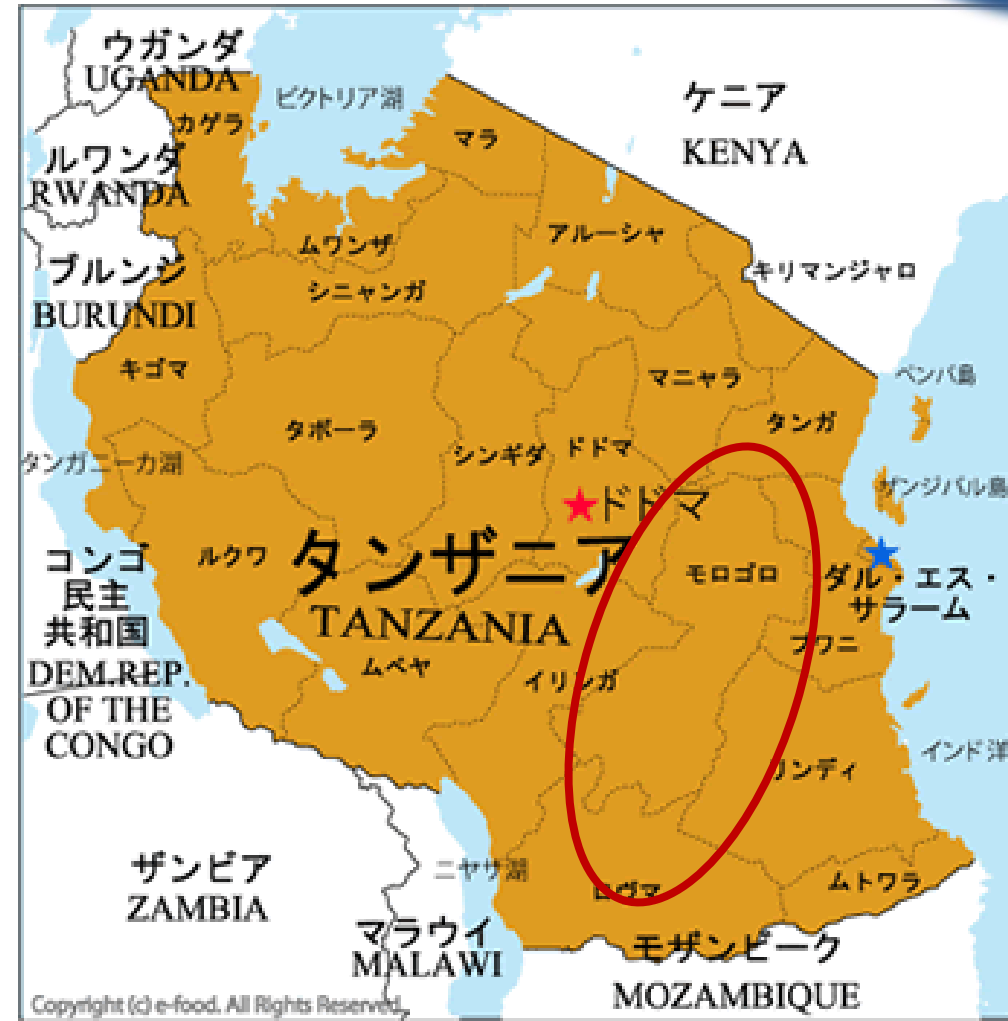 ウガンダ
UGANDA
ビクトリア湖
ケニア
KENYA
カゲラ
マラ
ルワンダ
RWANDA
ムワンザ
アルーシャ
ブルンジ
BURUNDI
シニャンガ
キリマンジャロ
キゴマ
マニャラ
ペンバ島
タボーラ
タンガ
タンガニーカ湖
シンギダ
ドドマ
ザンジバル島
★ドドマ
コンゴ
民主
共和国
DEM.REP.
OF THE
CONGO
ルクワ
タンザニア
TANZANIA
モロゴロ
ダル・エス・
サラーム
プワニ
ムベヤ
イリンガ
リンディ
インド洋
ザンビア
ZAMBIA
ニヤサ湖
ロヴマ
ムトワラ
マラウイ
MALAWI
モザンビーク
MOZAMBIQUE
Copyright (c) e-food. All Rights Reserved.